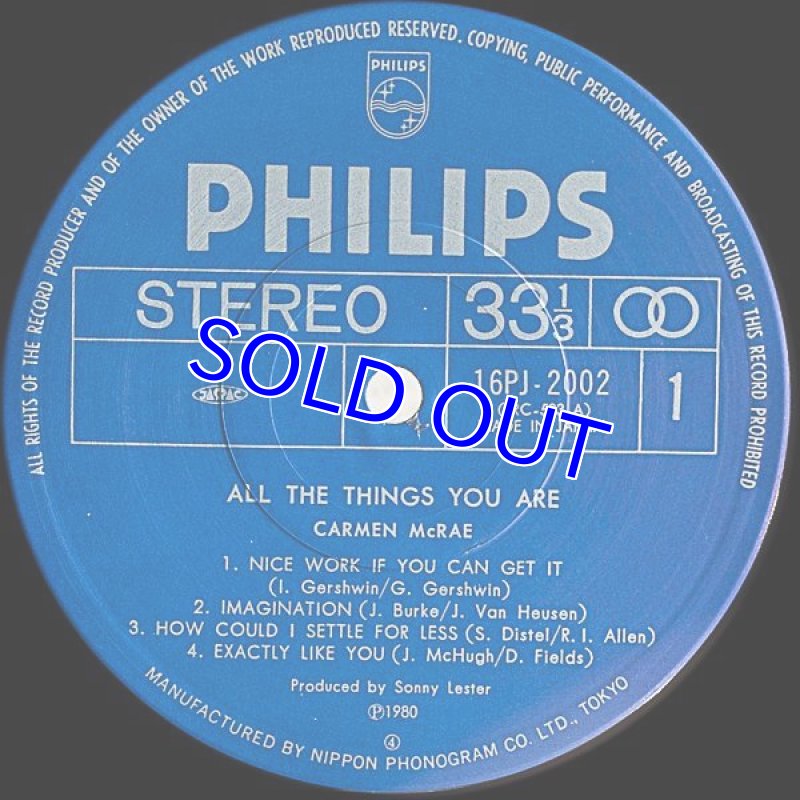 ALL RIGHTS OF THE RECORD PRODUCER AND OF THE OWNER OF THE WORK REPRODUCED RESERVED. COPYING, PUBLIC PERFORMANCE AND BROADCASTING OF THIS RECORD PROHIBITED
PHILIPS
PHILIPS
STEREO 33⅓
JASRAC 16PJ-2002 1
MADE IN JAPAN
SOLD OUT
ALL THE THINGS YOU ARE
CARMEN McRAE
1. NICE WORK IF YOU CAN GET IT
(I. Gershwin/G. Gershwin)
2. IMAGINATION (J. Burke/J. Van Heusen)
3. HOW COULD I SETTLE FOR LESS (S. Distel/R. I. Allen)
4. EXACTLY LIKE YOU (J. McHugh/D. Fields)
Produced by Sonny Lester
Ⓟ1980
④
MANUFACTURED BY NIPPON PHONOGRAM CO. LTD., TOKYO